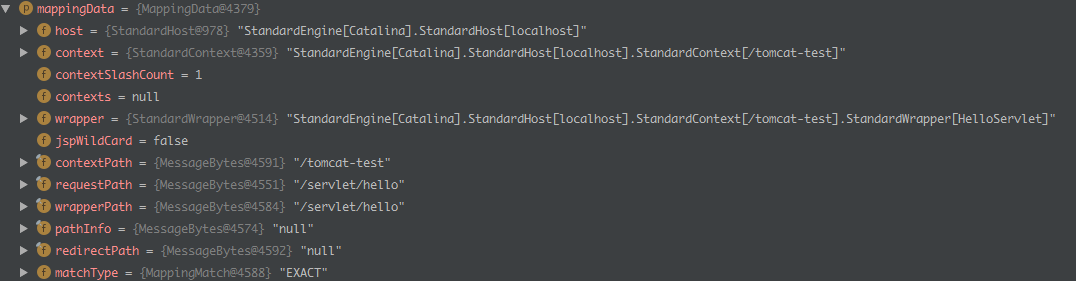 mappingData = {MappingData@4379}
host = {StandardHost@978} "StandardEngine[Catalina].StandardHost[localhost]"
context = {StandardContext@4359} "StandardEngine[Catalina].StandardHost[localhost].StandardContext[/tomcat-test]"
contextSlashCount = 1
contexts = null
wrapper = {StandardWrapper@4514} "StandardEngine[Catalina].StandardHost[localhost].StandardContext[/tomcat-test].StandardWrapper[HelloServlet]"
jspWildCard = false
contextPath = {MessageBytes@4591} "/tomcat-test"
requestPath = {MessageBytes@4551} "/servlet/hello"
wrapperPath = {MessageBytes@4584} "/servlet/hello"
pathInfo = {MessageBytes@4574} "null"
redirectPath = {MessageBytes@4592} "null"
matchType = {MappingMatch@4588} "EXACT"